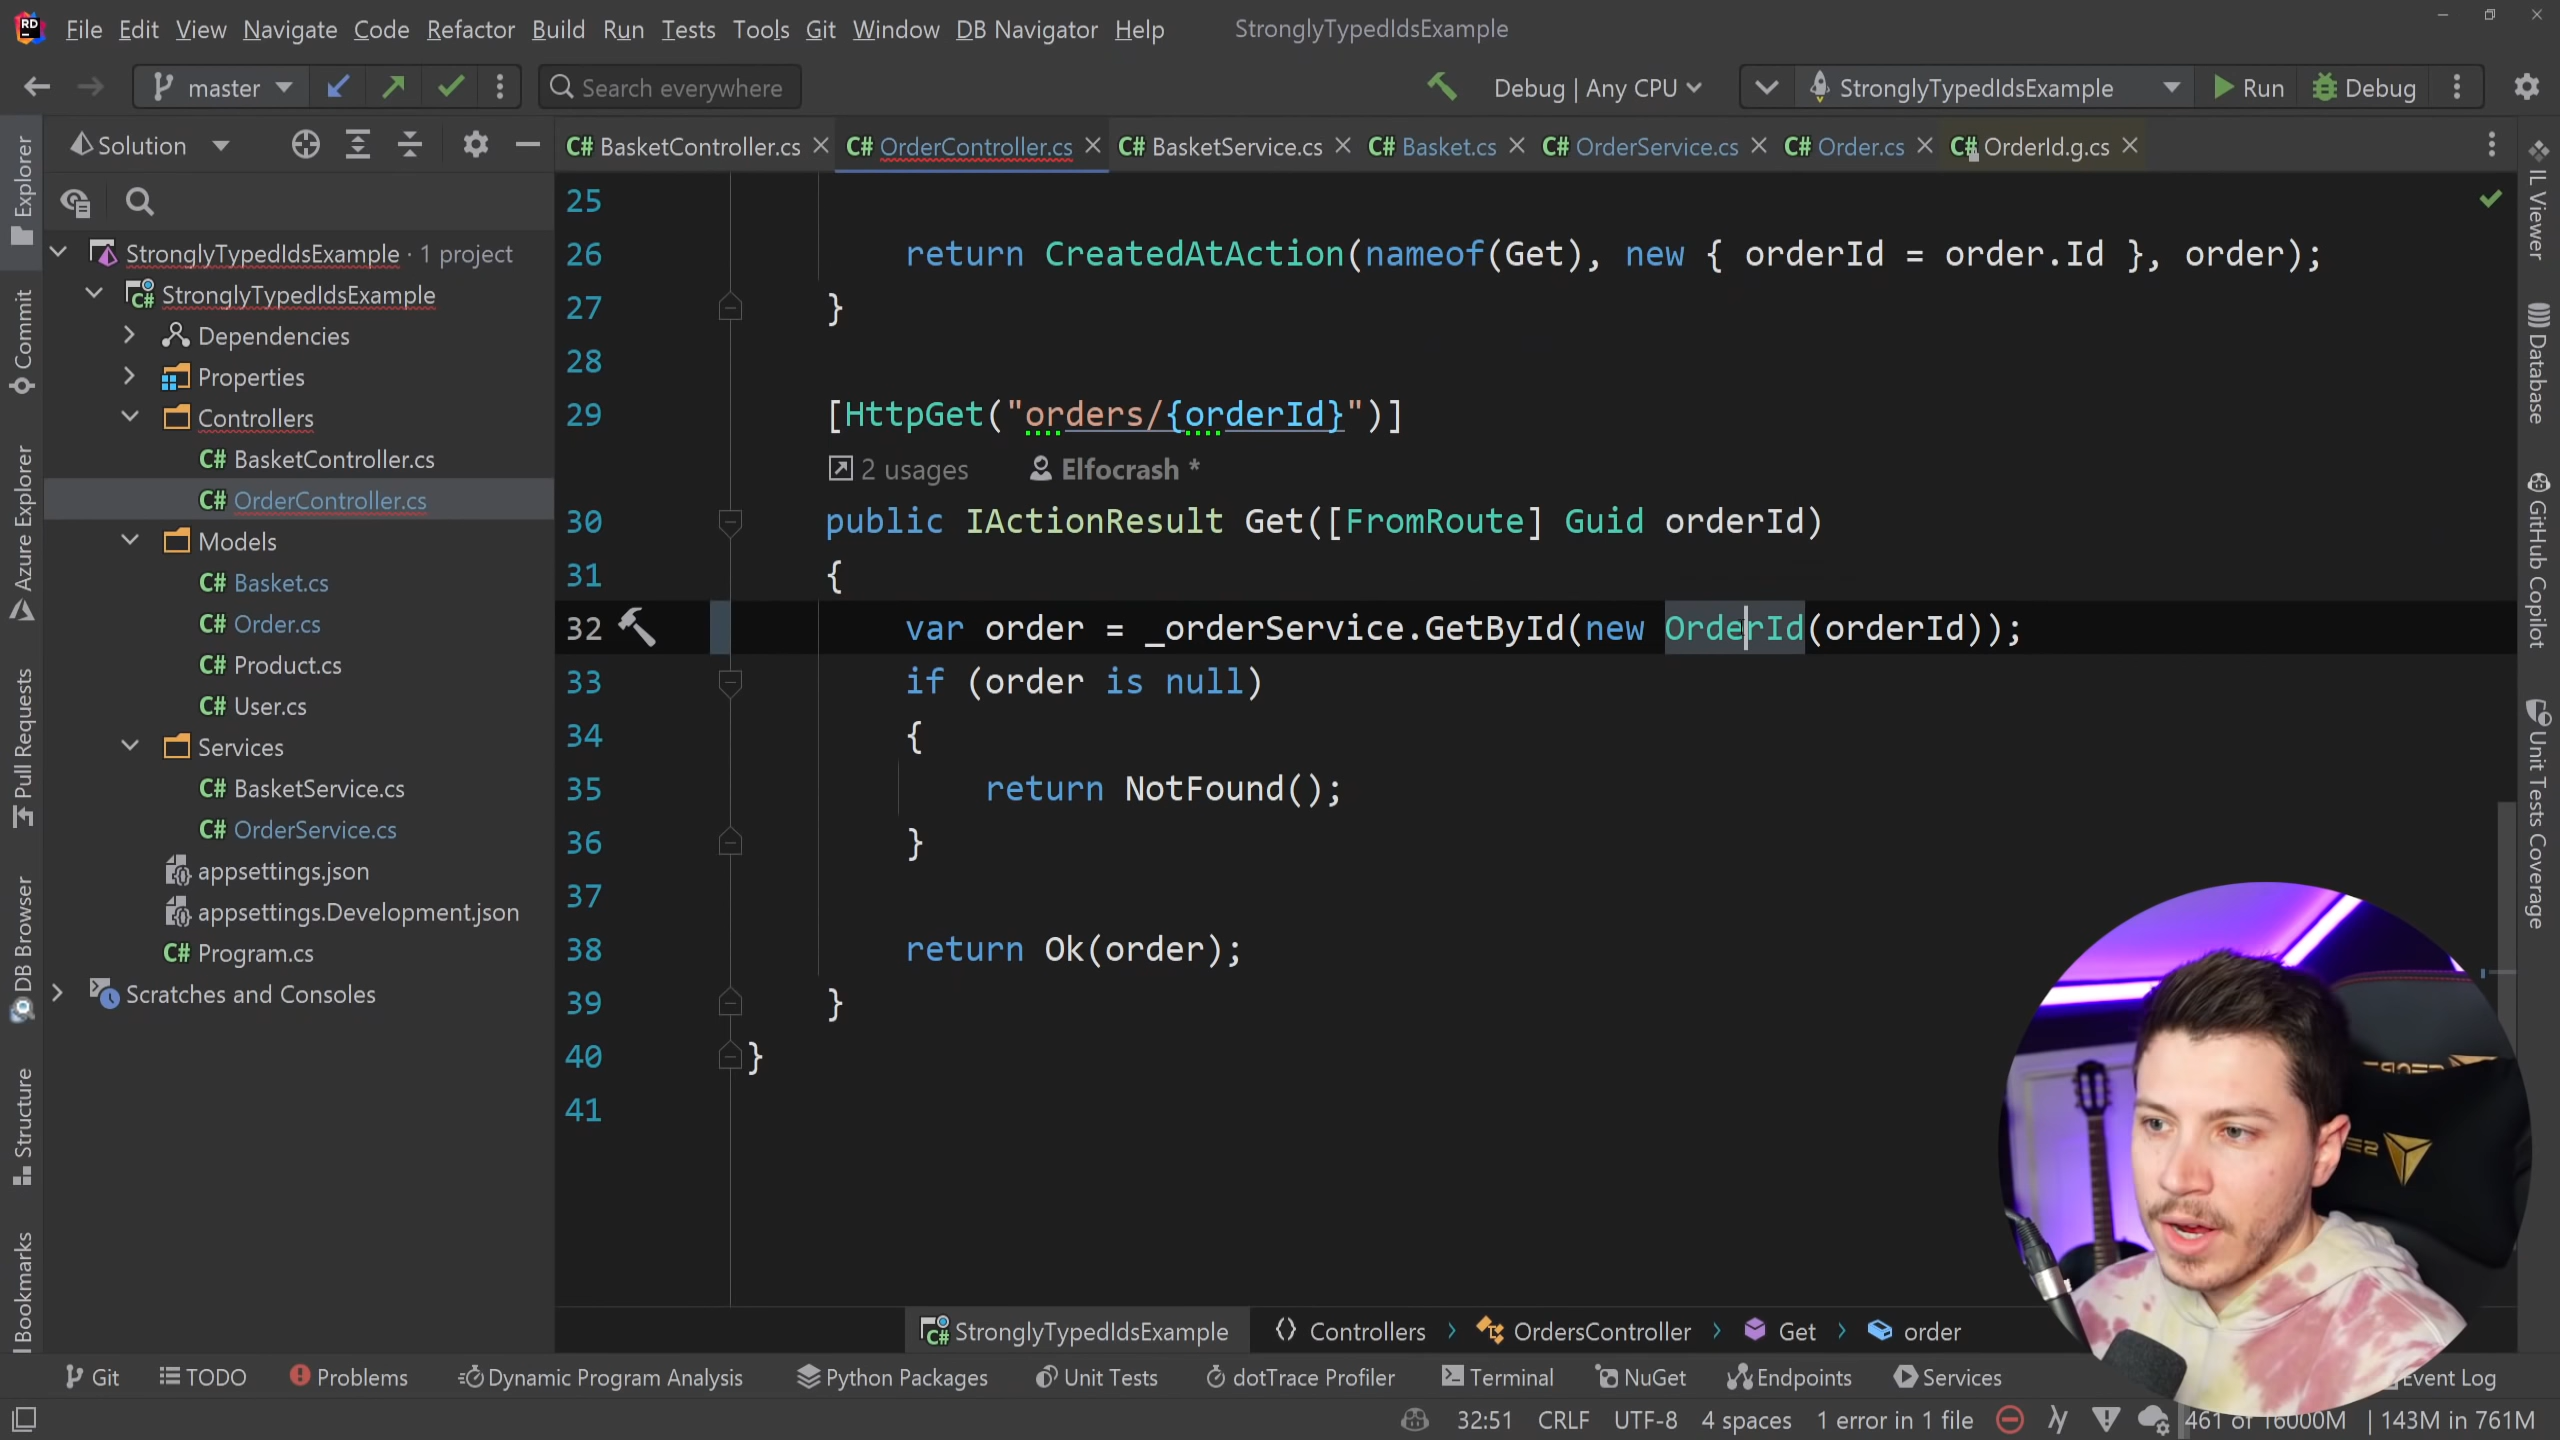 RD File Edit View Navigate Code Refactor Build Run Tests Tools Git Window DB Navigator Help StronglyTypedIdsExample
master Search everywhere Debug | Any CPU StronglyTypedIdsExample Run Debug
Solution
C# BasketController.cs C# OrderController.cs C# BasketService.cs C# Basket.cs C# OrderService.cs C# Order.cs C# OrderId.g.cs
StronglyTypedIdsExample · 1 project
C# StronglyTypedIdsExample
Dependencies
Properties
Controllers
C# BasketController.cs
C# OrderController.cs
Models
C# Basket.cs
C# Order.cs
C# Product.cs
C# User.cs
Services
C# BasketService.cs
C# OrderService.cs
appsettings.json
appsettings.Development.json
C# Program.cs
Scratches and Consoles
Explorer
Commit
Azure Explorer
Pull Requests
DB Browser
Structure
Bookmarks
25
26 return CreatedAtAction(nameof(Get), new { orderId = order.Id }, order);
27 }
28
29 [HttpGet("orders/{orderId}")]
2 usages Elfocrash *
30 public IActionResult Get([FromRoute] Guid orderId)
31 {
32 var order = _orderService.GetById(new OrderId(orderId));
33 if (order is null)
34 {
35 return NotFound();
36 }
37
38 return Ok(order);
39 }
40 }
41
IL Viewer
Database
GitHub Copilot
Unit Tests Coverage
C# StronglyTypedIdsExample Controllers OrdersController Get order
Git TODO Problems Dynamic Program Analysis Python Packages Unit Tests dotTrace Profiler Terminal NuGet Endpoints Services Event Log
32:51 CRLF UTF-8 4 spaces 1 error in 1 file 461 of 16000M | 143M in 761M